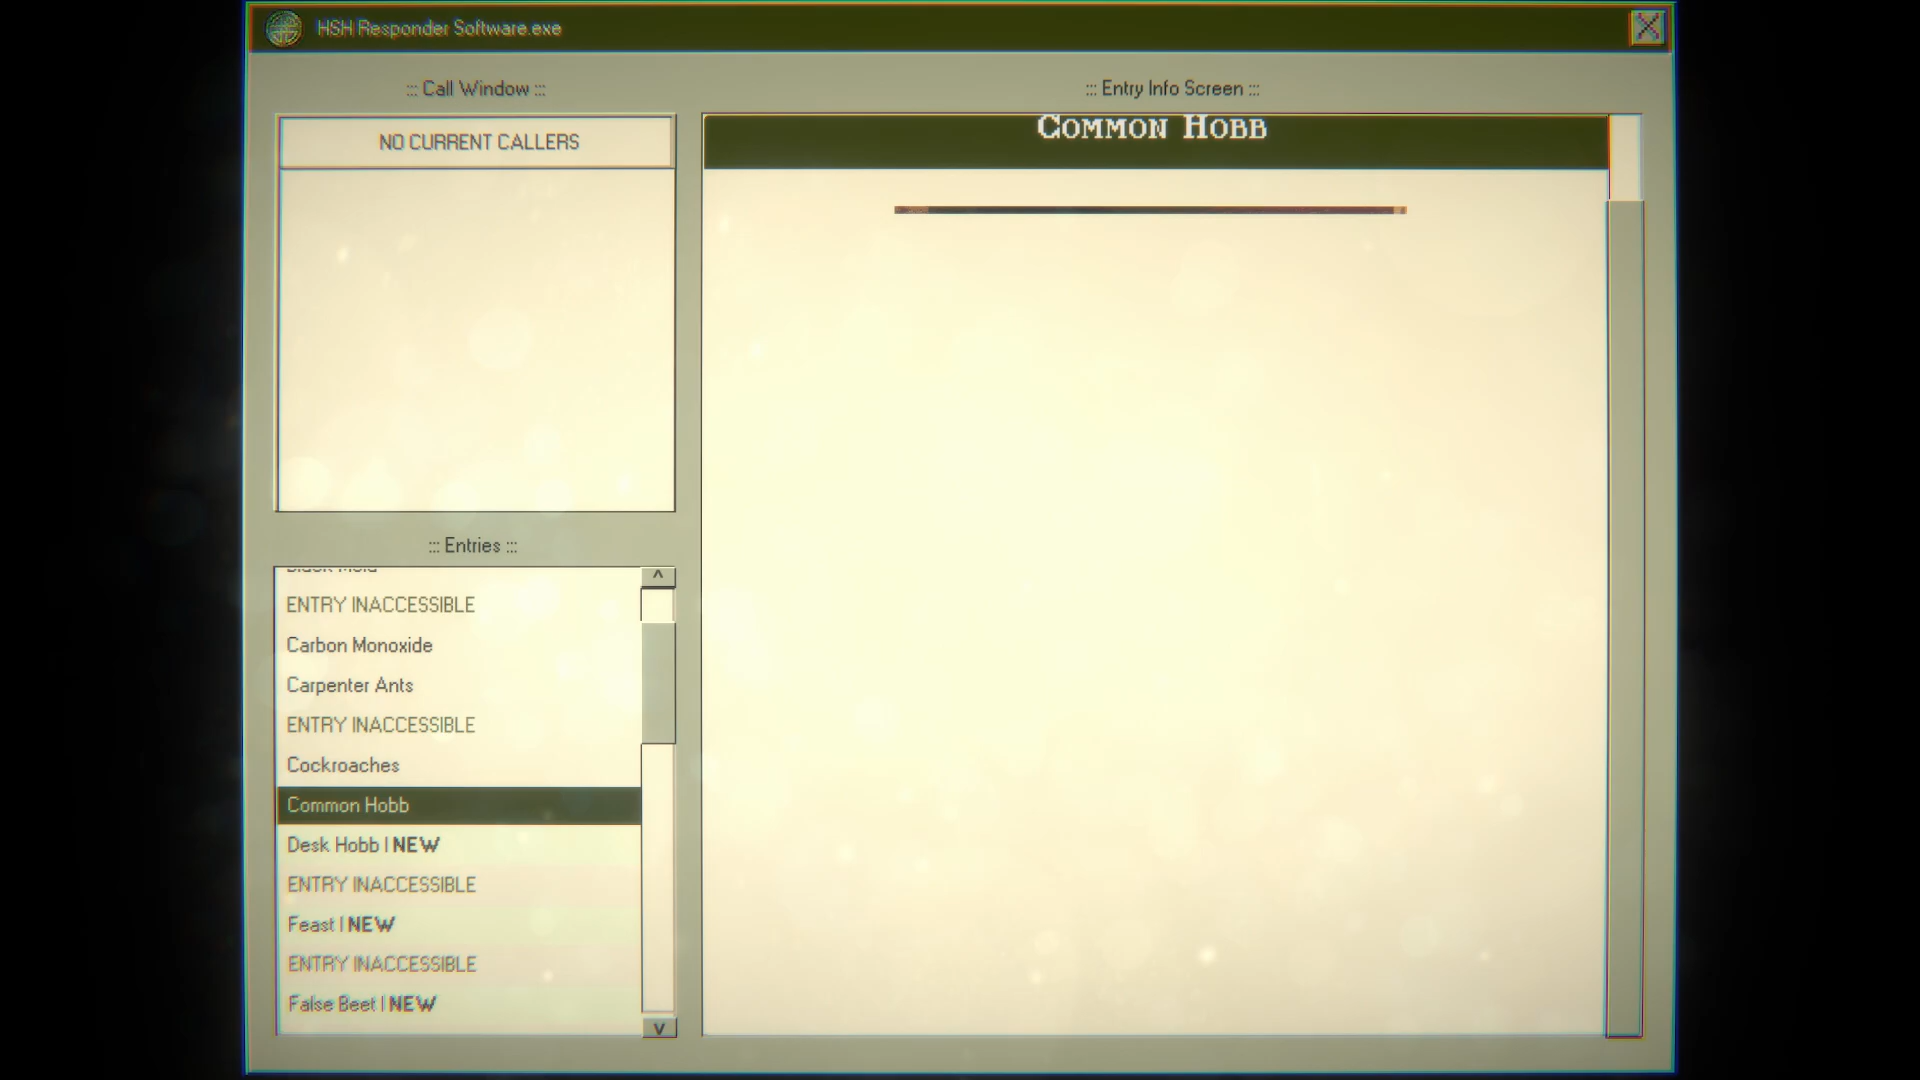 HSH Responder Software.exe
::: Call Window :::
NO CURRENT CALLERS
::: Entry Info Screen :::
COMMON HOBB
::: Entries :::
Black Mold
ENTRY INACCESSIBLE
Carbon Monoxide
Carpenter Ants
ENTRY INACCESSIBLE
Cockroaches
Common Hobb
Desk Hobb | NEW
ENTRY INACCESSIBLE
Feast | NEW
ENTRY INACCESSIBLE
False Beet | NEW